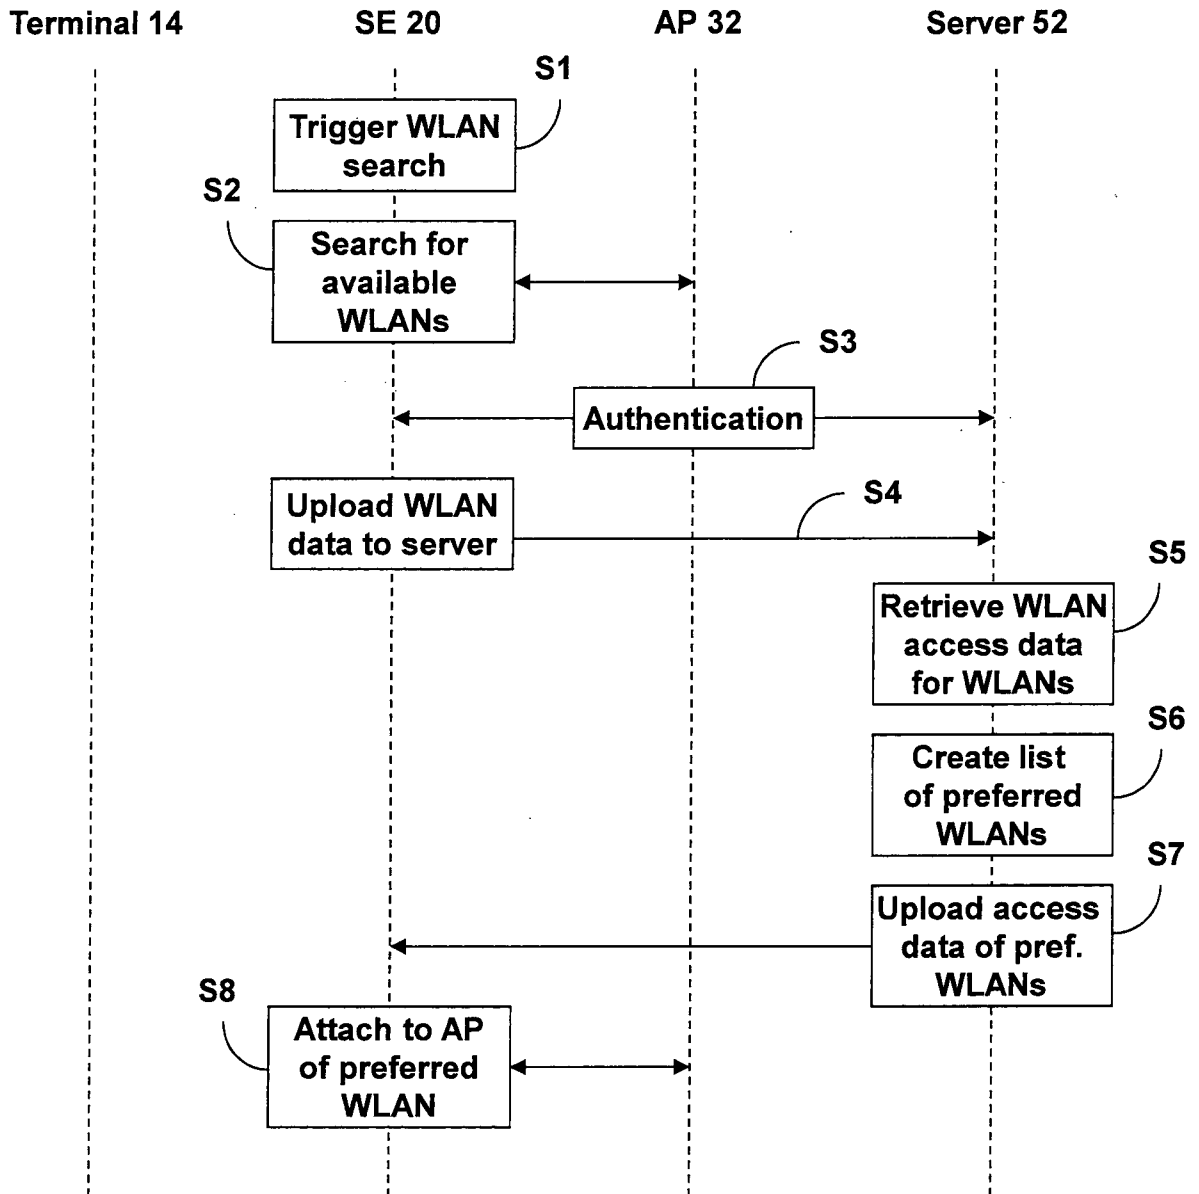 Terminal 14
SE 20
AP 32
Server 52
S1
Trigger WLAN
search
S2
Search for
available
WLANs
S3
Authentication
Upload WLAN
data to server
S4
S5
Retrieve WLAN
access data
for WLANs
S6
Create list
of preferred
WLANs
S7
Upload access
data of pref.
WLANs
S8
Attach to AP
of preferred
WLAN